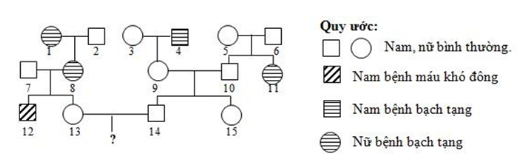 Quy ước:
1 2 3 4 5 6
Nam, nữ bình thường.
7 8 9 10 11
Nam bệnh máu khó đông
12 13 14 15
?
Nam bệnh bạch tạng
Nữ bệnh bạch tạng